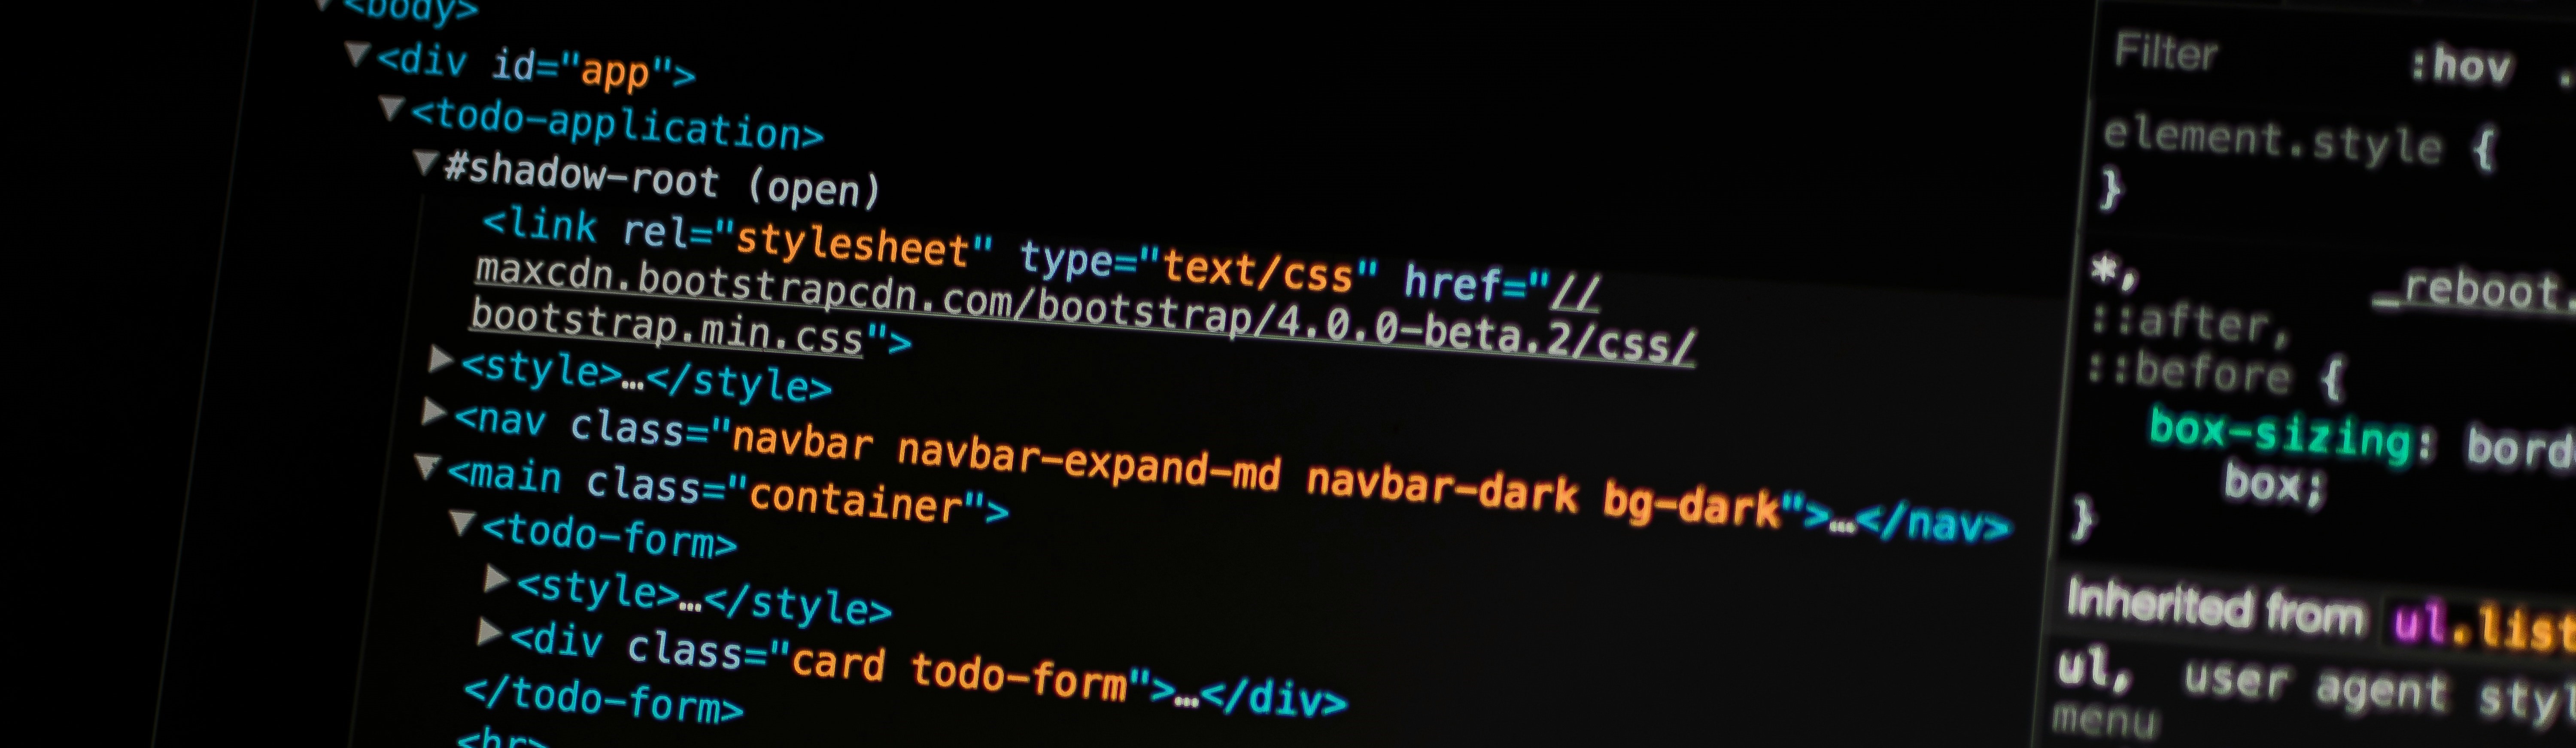 <body>
<div id="app">
<todo-application>
#shadow-root (open)
<link rel="stylesheet" type="text/css" href="//
maxcdn.bootstrapcdn.com/bootstrap/4.0.0-beta.2/css/
bootstrap.min.css">
<style>…</style>
<nav class="navbar navbar-expand-md navbar-dark bg-dark">…</nav>
<main class="container">
<todo-form>
<style>…</style>
<div class="card todo-form">…</div>
</todo-form>
<hr>
Filter :hov .
element.style {
}
*, _reboot.
::after,
::before {
box-sizing: bord
box;
}
Inherited from ul.list
ul, user agent styl
menu